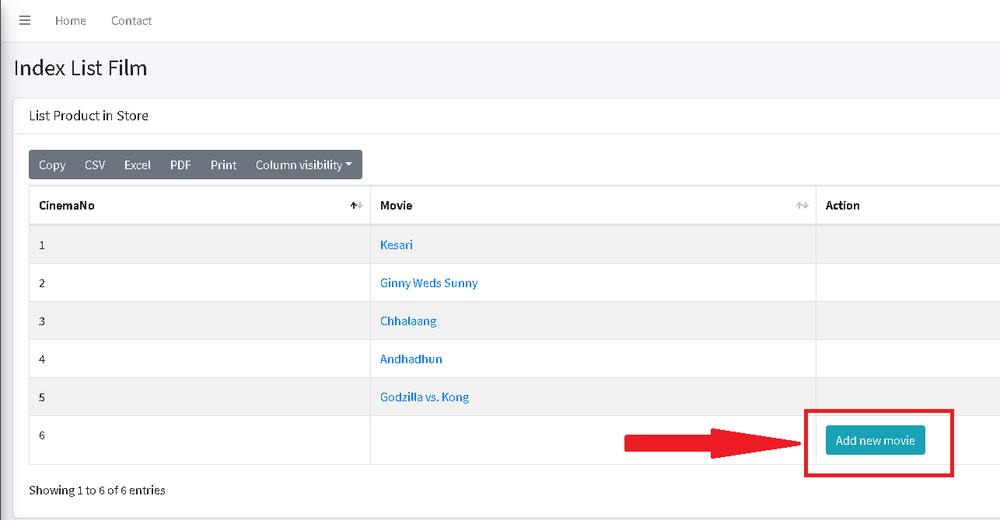 Home Contact
Index List Film
List Product in Store
Copy CSV Excel PDF Print Column visibility
CinemaNo Movie Action
1 Kesari
2 Ginny Weds Sunny
3 Chhalaang
4 Andhadhun
5 Godzilla vs. Kong
6 Add new movie
Showing 1 to 6 of 6 entries